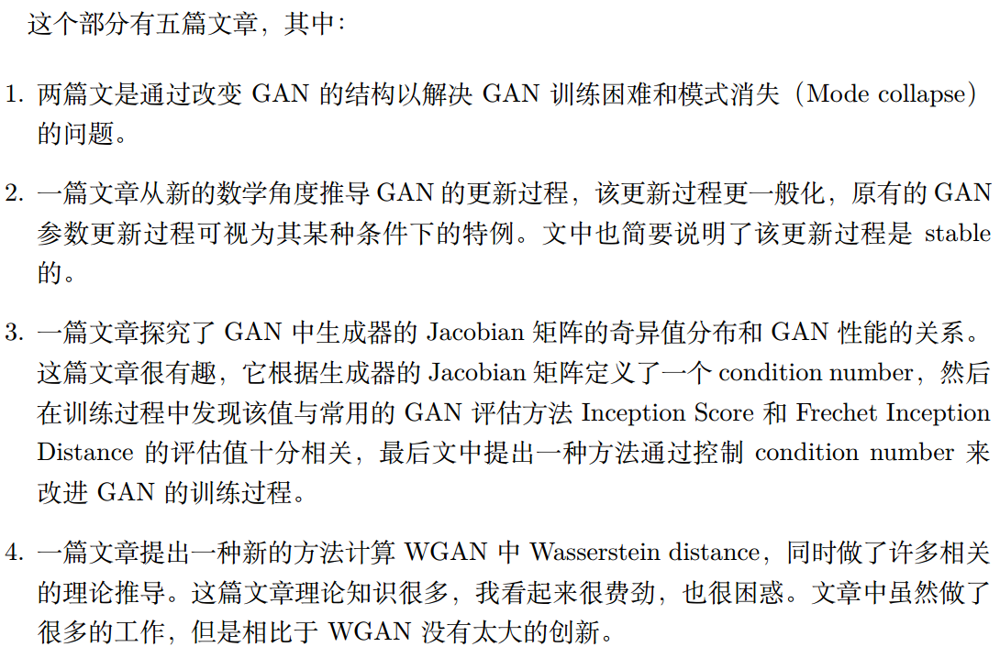 这个部分有五篇文章，其中：
1. 两篇文是通过改变 GAN 的结构以解决 GAN 训练困难和模式消失（Mode collapse）
的问题。
2. 一篇文章从新的数学角度推导 GAN 的更新过程，该更新过程更一般化，原有的 GAN
参数更新过程可视为其某种条件下的特例。文中也简要说明了该更新过程是 stable
的。
3. 一篇文章探究了 GAN 中生成器的 Jacobian 矩阵的奇异值分布和 GAN 性能的关系。
这篇文章很有趣，它根据生成器的 Jacobian 矩阵定义了一个 condition number，然后
在训练过程中发现该值与常用的 GAN 评估方法 Inception Score 和 Frechet Inception
Distance 的评估值十分相关，最后文中提出一种方法通过控制 condition number 来
改进 GAN 的训练过程。
4. 一篇文章提出一种新的方法计算 WGAN 中 Wasserstein distance，同时做了许多相关
的理论推导。这篇文章理论知识很多，我看起来很费劲，也很困惑。文章中虽然做了
很多的工作，但是相比于 WGAN 没有太大的创新。